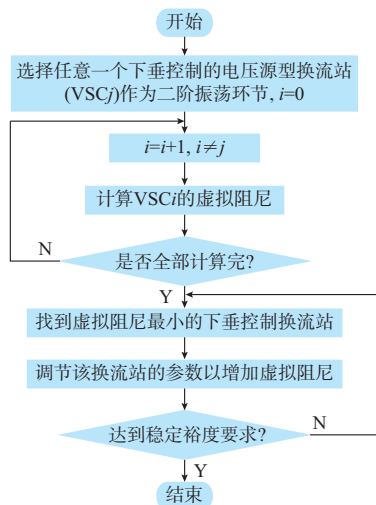 开始
选择任意一个下垂控制的电压源型换流站
(VSCj)作为二阶振荡环节, i=0
i=i+1, i≠j
计算VSCi的虚拟阻尼
N
是否全部计算完?
Y
找到虚拟阻尼最小的下垂控制换流站
调节该换流站的参数以增加虚拟阻尼
N
达到稳定裕度要求?
Y
结束